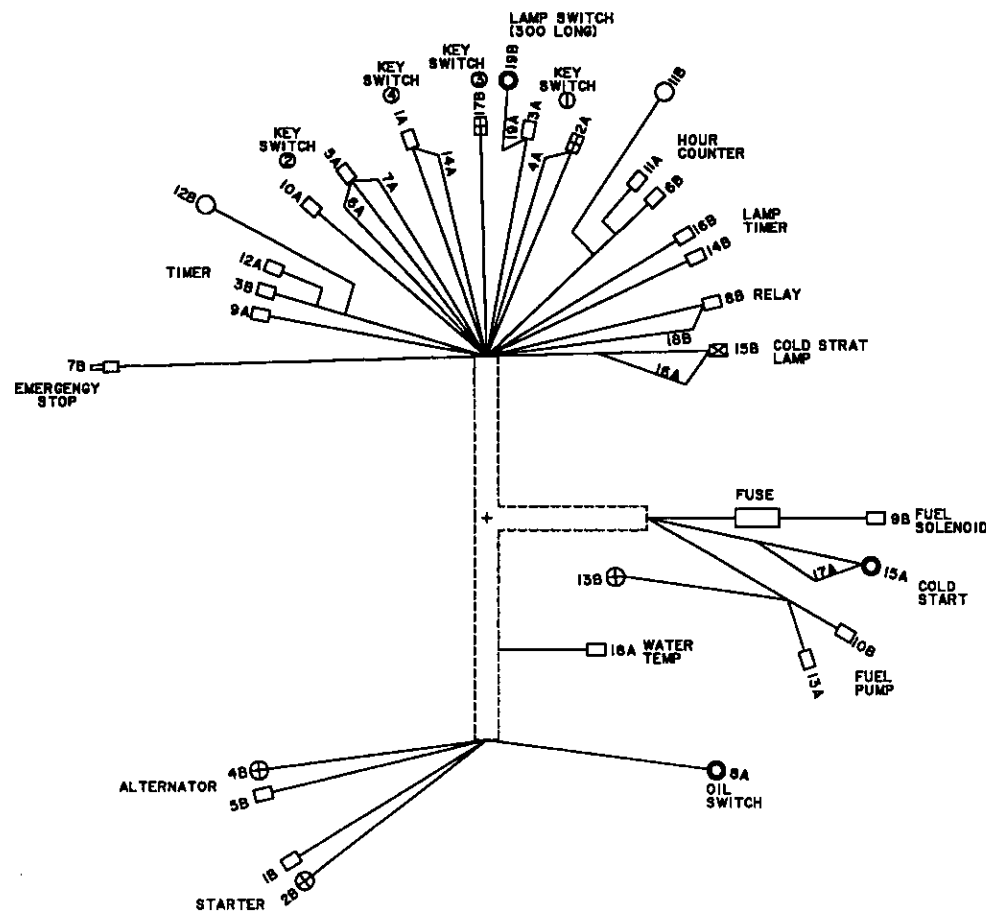 LAMP SWITCH
(300 LONG)
19B
KEY
SWITCH
4
1A
14A
KEY
SWITCH
17B
19A
3A
KEY
SWITCH
1
2A
4A
11B
HOUR
COUNTER
11A
6B
KEY
SWITCH
2
5A
7A
6A
10A
12B
16B
14B
LAMP
TIMER
TIMER
12A
3B
9A
8B RELAY
18B
15B COLD STRAT
LAMP
16A
7B
EMERGENCY
STOP
FUSE
9B FUEL
SOLENOID
17A
15A
COLD
START
13B
10B
13A
FUEL
PUMP
18A WATER
TEMP
ALTERNATOR
4B
5B
8A
OIL
SWITCH
1B
2B
STARTER